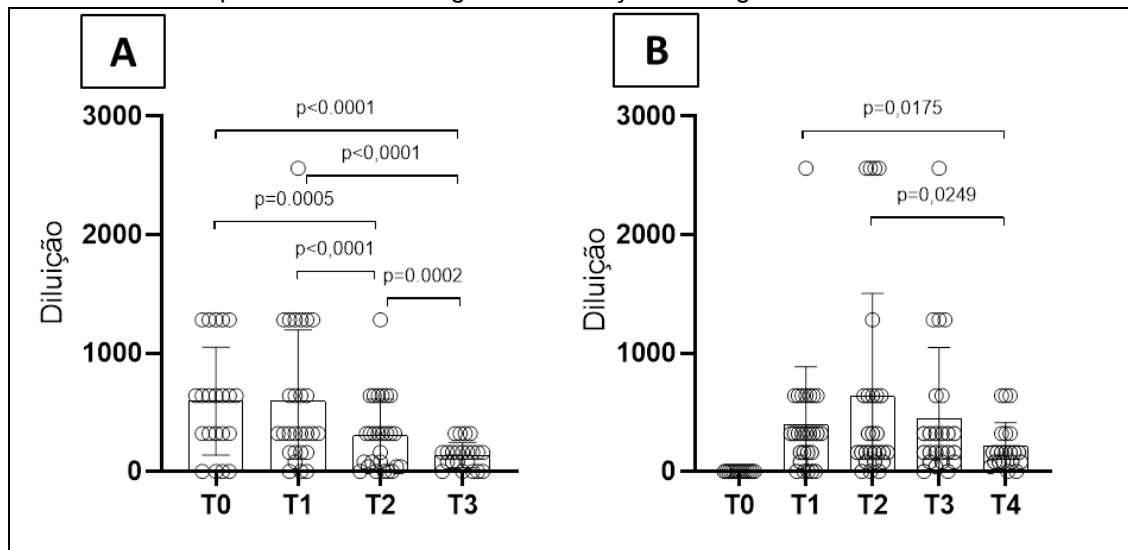 A
3000
2000
1000
0
Diluição
p<0.0001
p<0,0001
p=0.0005
p<0,0001
p=0.0002
T0 T1 T2 T3
B
3000
2000
1000
0
Diluição
p=0,0175
p=0,0249
T0 T1 T2 T3 T4